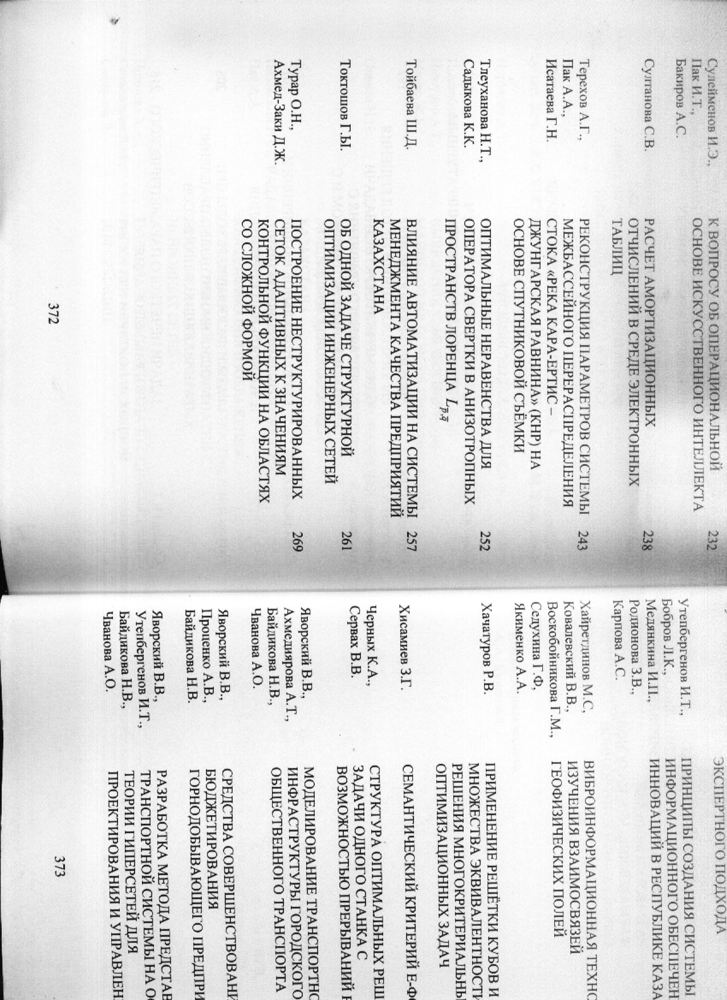 Сулейменов И.Э.,
Пак И.Т.,
Бакиров А.С.
К ВОПРОСУ ОБ ОПЕРАЦИОНАЛЬНОЙ
ОСНОВЕ ИСКУССТВЕННОГО ИНТЕЛЛЕКТА
232
Султанова С.В.
РАСЧЕТ АМОРТИЗАЦИОННЫХ
ОТЧИСЛЕНИЙ В СРЕДЕ ЭЛЕКТРОННЫХ
ТАБЛИЦ
238
Терехов А.Г.,
Пак А.А.,
Исатаева Г.Н.
РЕКОНСТРУКЦИЯ ПАРАМЕТРОВ СИСТЕМЫ
МЕЖБАССЕЙНОГО ПЕРЕРАСПРЕДЕЛЕНИЯ
СТОКА «РЕКА КАРА-ЕРТИС –
ДЖУНГАРСКАЯ РАВНИНА» (КНР) НА
ОСНОВЕ СПУТНИКОВОЙ СЪЁМКИ
243
Тлеуханова Н.Т.,
Садыкова К.К.
ОПТИМАЛЬНЫЕ НЕРАВЕНСТВА ДЛЯ
ОПЕРАТОРА СВЕРТКИ В АНИЗОТРОПНЫХ
ПРОСТРАНСТВ ЛОРЕНЦА L p̄,q̄
252
Тойбаева Ш.Д.
ВЛИЯНИЕ АВТОМАТИЗАЦИИ НА СИСТЕМЫ
МЕНЕДЖМЕНТА КАЧЕСТВА ПРЕДПРИЯТИЙ
КАЗАХСТАНА
257
Токтошов Г.Ы.
ОБ ОДНОЙ ЗАДАЧЕ СТРУКТУРНОЙ
ОПТИМИЗАЦИИ ИНЖЕНЕРНЫХ СЕТЕЙ
261
Турар О.Н.,
Ахмед-Заки Д.Ж.
ПОСТРОЕНИЕ НЕСТРУКТУРИРОВАННЫХ
СЕТОК АДАПТИВНЫХ К ЗНАЧЕНИЯМ
КОНТРОЛЬНОЙ ФУНКЦИИ НА ОБЛАСТЯХ
СО СЛОЖНОЙ ФОРМОЙ
269
372
ЭКСПЕРТНОГО ПОДХОДА
Утепбергенов И.Т.,
Бобров Л.К.,
Медянкина И.П.,
Родионова З.В.,
Карпова А.С.
ПРИНЦИПЫ СОЗДАНИЯ СИСТЕМЫ
ИНФОРМАЦИОННОГО ОБЕСПЕЧЕН
ИННОВАЦИЙ В РЕСПУБЛИКЕ КАЗА
Хайретдинов М.С,
Ковалевский В.В.,
Воскобойникова Г.М.,
Седухина Г.Ф,
Якименко А.А.
ВИБРОИНФОРМАЦИОННАЯ ТЕХНО
ИЗУЧЕНИЯ ВЗАИМОСВЯЗЕЙ
ГЕОФИЗИЧЕСКИХ ПОЛЕЙ
Хачатуров Р.В.
ПРИМЕНЕНИЕ РЕШЁТКИ КУБОВ И
МНОЖЕСТВА ЭКВИВАЛЕНТНОСТИ
РЕШЕНИЯ МНОГОКРИТЕРИАЛЬНЫ
ОПТИМИЗАЦИОННЫХ ЗАДАЧ
Хисамиев З.Г.
СЕМАНТИЧЕСКИЙ КРИТЕРИЙ Е-ФО
Черных К.А.,
Сервах В.В.
СТРУКТУРА ОПТИМАЛЬНЫХ РЕШ
ЗАДАЧИ ОДНОГО СТАНКА С
ВОЗМОЖНОСТЬЮ ПРЕРЫВАНИЙ
Яворский В.В.,
Ахмедиярова А.Т.,
Байдикова Н.В.,
Чванова А.О.
МОДЕЛИРОВАНИЕ ТРАНСПОРТНО
ИНФРАСТРУКТУРЫ ГОРОДСКОГО
ОБЩЕСТВЕННОГО ТРАНСПОРТА
Яворский В.В.,
Проценко А.В.,
Байдикова Н.В.
СРЕДСТВА СОВЕРШЕНСТВОВАНИ
БЮДЖЕТИРОВАНИЯ
ГОРНОДОБЫВАЮЩЕГО ПРЕДПРИ
Яворский В.В.,
Утепбергенов И.Т.,
Байдикова Н.В.,
Чванова А.О.
РАЗРАБОТКА МЕТОДА ПРЕДСТАВ
ТРАНСПОРТНОЙ СИСТЕМЫ НА ОС
ТЕОРИИ ГИПЕРСЕТЕЙ ДЛЯ
ПРОЕКТИРОВАНИЯ И УПРАВЛЕН
373